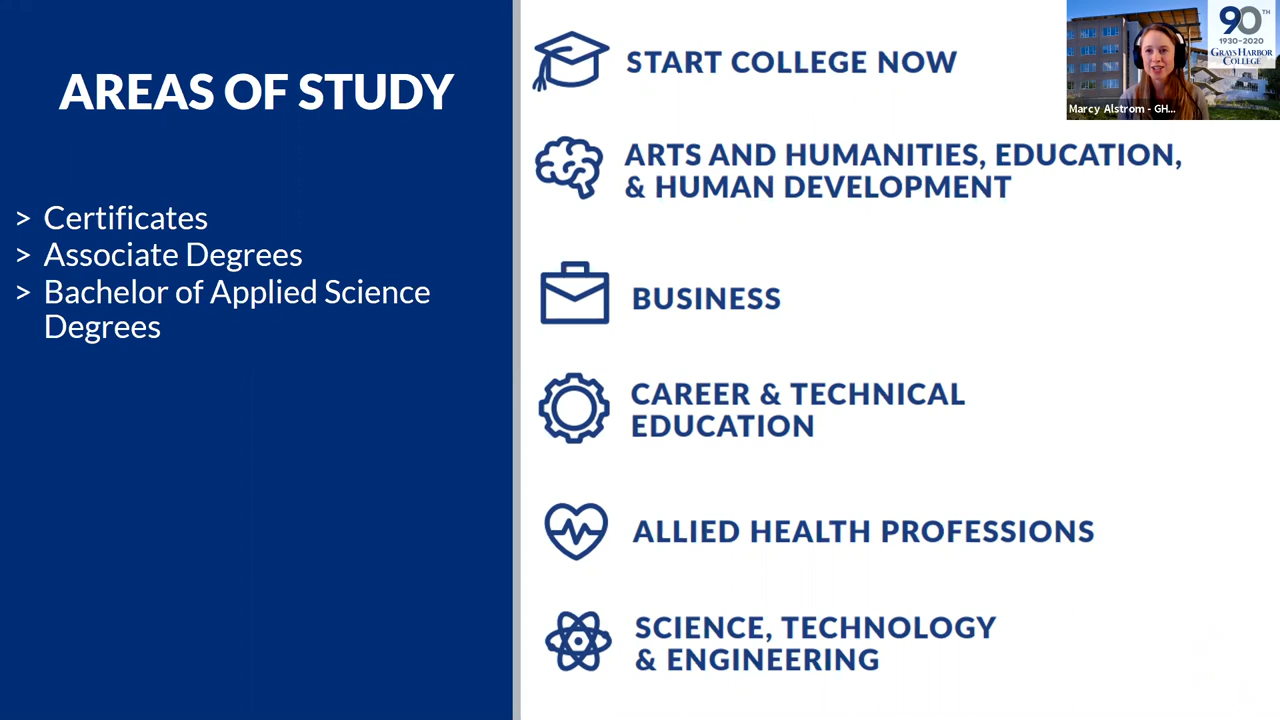 AREAS OF STUDY
> Certificates
> Associate Degrees
> Bachelor of Applied Science
Degrees
START COLLEGE NOW
ARTS AND HUMANITIES, EDUCATION,
& HUMAN DEVELOPMENT
BUSINESS
CAREER & TECHNICAL
EDUCATION
ALLIED HEALTH PROFESSIONS
SCIENCE, TECHNOLOGY
& ENGINEERING
90TH
1930-2020
GRAYS HARBOR
COLLEGE
Marcy Alstrom - GH...